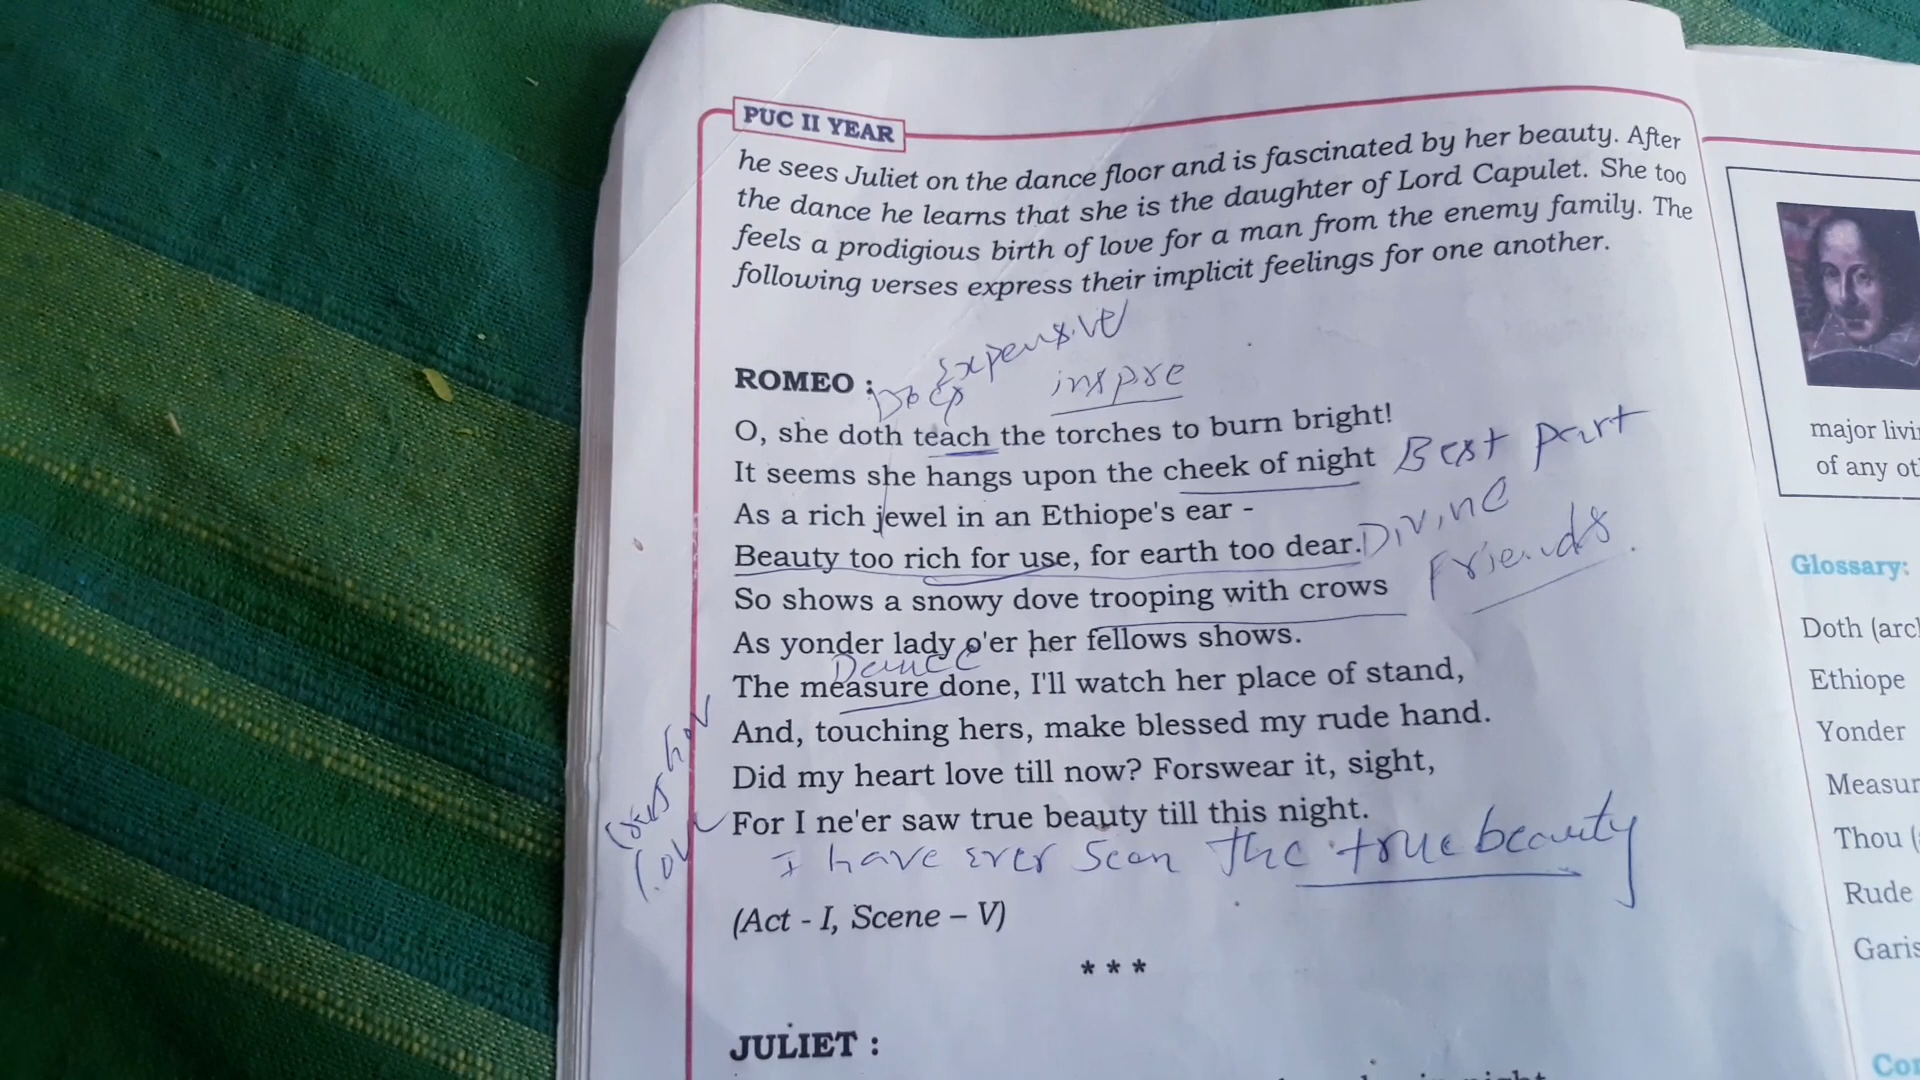 PUC II YEAR
he sees Juliet on the dance floor and is fascinated by her beauty. After
the dance he learns that she is the daughter of Lord Capulet. She too
feels a prodigious birth of love for a man from the enemy family. The
following verses express their implicit feelings for one another.
Expensive
ROMEO :
Does
inspre
O, she doth teach the torches to burn bright!
It seems she hangs upon the cheek of night Best part
As a rich jewel in an Ethiope's ear -
Beauty too rich for use, for earth too dear. Divine
So shows a snowy dove trooping with crows Friends.
As yonder lady o'er her fellows shows.
Dance
The measure done, I'll watch her place of stand,
And, touching hers, make blessed my rude hand.
Did my heart love till now? Forswear it, sight,
For I ne'er saw true beauty till this night.
I have ever seen The true beauty
(Act - I, Scene – V)
* * *
JULIET :
major livi
of any ot
Glossary:
Doth (arc
Ethiope
Yonder
Measur
Thou (
Rude
Garis
Cor